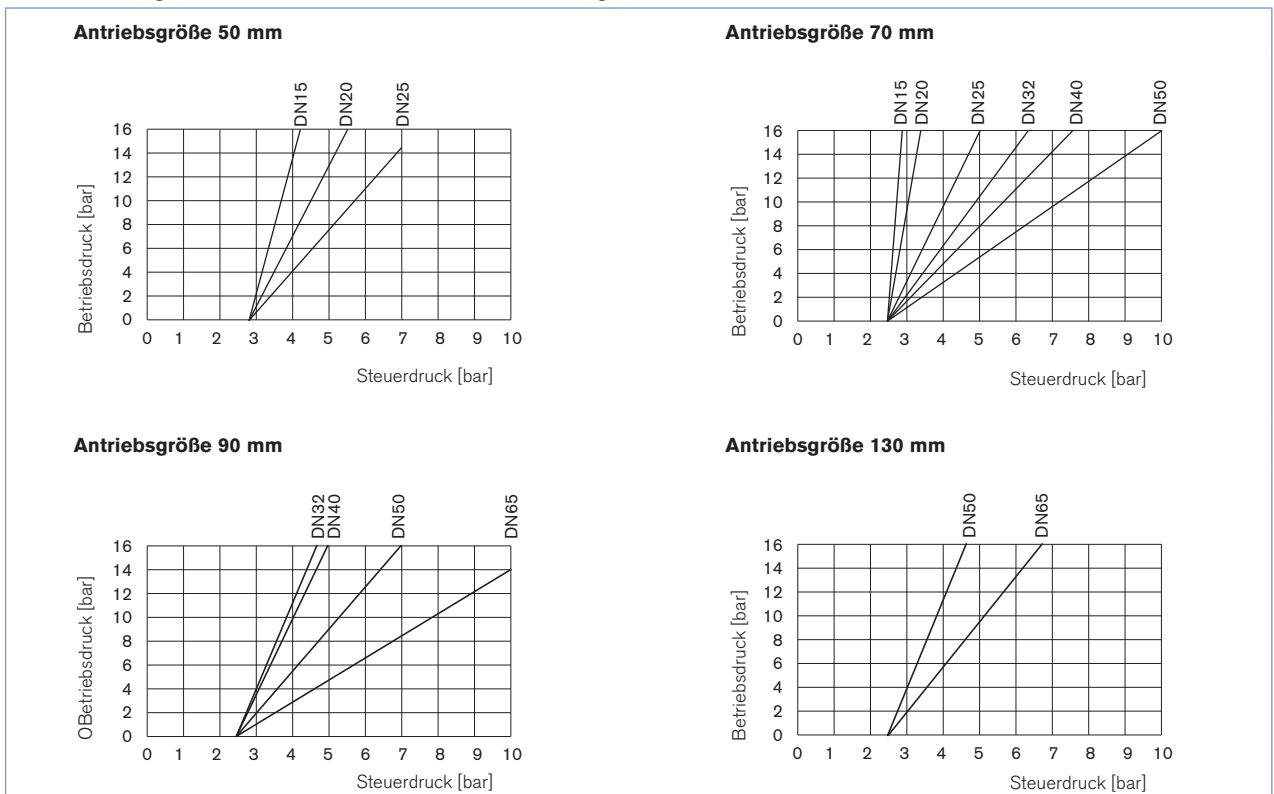 Antriebsgröße 50 mm
DN15
DN20
DN25
16
14
12
10
8
6
4
2
0
Betriebsdruck [bar]
0 1 2 3 4 5 6 7 8 9 10
Steuerdruck [bar]
Antriebsgröße 70 mm
DN15
DN20
DN25
DN32
DN40
DN50
16
14
12
10
8
6
4
2
0
Betriebsdruck [bar]
0 1 2 3 4 5 6 7 8 9 10
Steuerdruck [bar]
Antriebsgröße 90 mm
DN32
DN40
DN50
DN65
16
14
12
10
8
6
4
2
0
OBetriebsdruck [bar]
0 1 2 3 4 5 6 7 8 9 10
Steuerdruck [bar]
Antriebsgröße 130 mm
DN50
DN65
16
14
12
10
8
6
4
2
0
Betriebsdruck [bar]
0 1 2 3 4 5 6 7 8 9 10
Steuerdruck [bar]